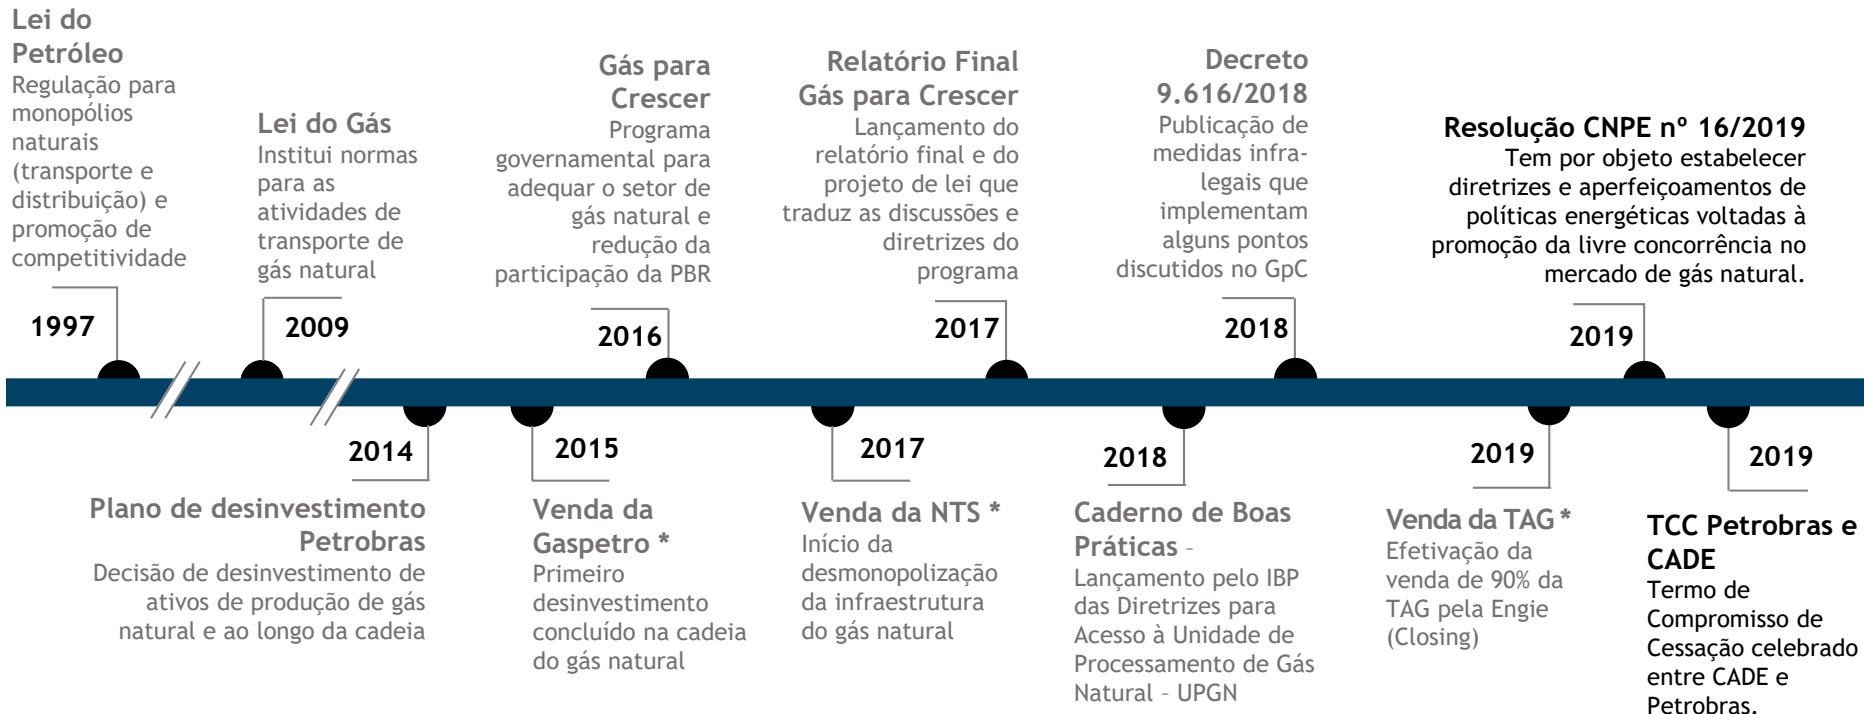 Lei do
Petróleo
Regulação para
monopólios
naturais
(transporte e
distribuição) e
promoção de
competitividade
1997
Lei do Gás
Institui normas
para as
atividades de
transporte de
gás natural
2009
Gás para
Crescer
Programa
governamental para
adequar o setor de
gás natural e
redução da
participação da PBR
2016
Relatório Final
Gás para Crescer
Lançamento do
relatório final e do
projeto de lei que
traduz as discussões e
diretrizes do
programa
2017
Decreto
9.616/2018
Publicação de
medidas infra-
legais que
implementam
alguns pontos
discutidos no GpC
2018
Resolução CNPE nº 16/2019
Tem por objeto estabelecer
diretrizes e aperfeiçoamentos de
políticas energéticas voltadas à
promoção da livre concorrência no
mercado de gás natural.
2019
2014
Plano de desinvestimento
Petrobras
Decisão de desinvestimento de
ativos de produção de gás
natural e ao longo da cadeia
2015
Venda da
Gaspetro *
Primeiro
desinvestimento
concluído na cadeia
do gás natural
2017
Venda da NTS *
Início da
desmonopolização
da infraestrutura
do gás natural
2018
Caderno de Boas
Práticas –
Lançamento pelo IBP
das Diretrizes para
Acesso à Unidade de
Processamento de Gás
Natural – UPGN
2019
Venda da TAG *
Efetivação da
venda de 90% da
TAG pela Engie
(Closing)
2019
TCC Petrobras e
CADE
Termo de
Compromisso de
Cessação celebrado
entre CADE e
Petrobras.